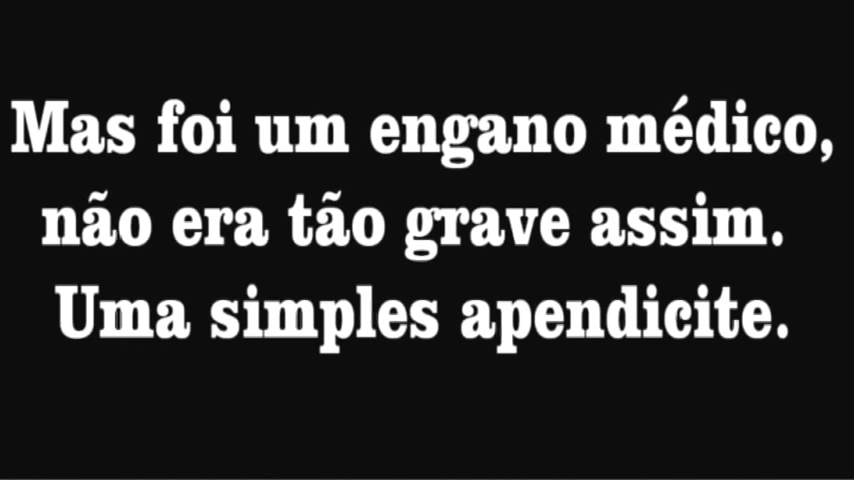 Mas foi um engano médico,
não era tão grave assim.
Uma simples apendicite.